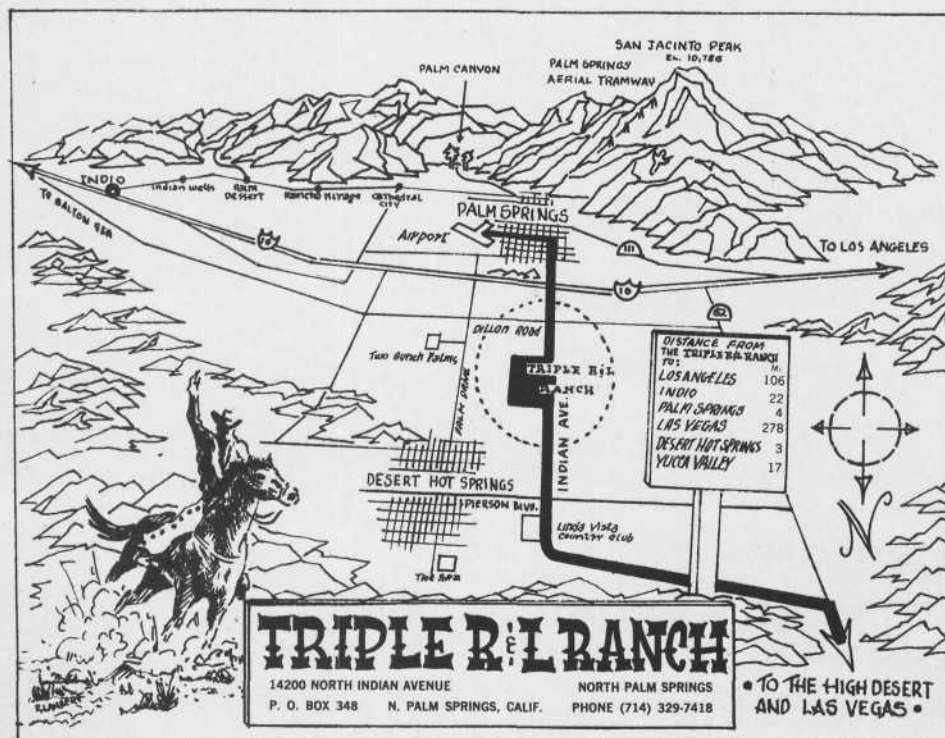 SAN JACINTO PEAK
EL. 10,786
PALM SPRINGS
AERIAL TRAMWAY
PALM CANYON
INDIO
Indian Wells
PALM
DESSERT
Rancho Mirage
CATHEDRAL
CITY
PALM SPRINGS
AIRPORT
TO SALTON SEA
10
111
TO LOS ANGELES
10
62
DILLON ROAD
Two Bunch Palms
TRIPLE R & L
RANCH
INDIAN AVE.
DISTANCE FROM
THE TRIPLE R&L RANCH
TO: MI.
LOS ANGELES 106
INDIO 22
PALM SPRINGS 4
LAS VEGAS 278
DESERT HOT SPRINGS 3
YUCCA VALLEY 17
N
DESERT HOT SPRINGS
PIERSON BLVD.
Linda Vista
Country Club
THE SPA
TRIPLE R & L RANCH
14200 NORTH INDIAN AVENUE NORTH PALM SPRINGS
P. O. BOX 348 N. PALM SPRINGS, CALIF. PHONE (714) 329-7418
• TO THE HIGH DESERT
AND LAS VEGAS •